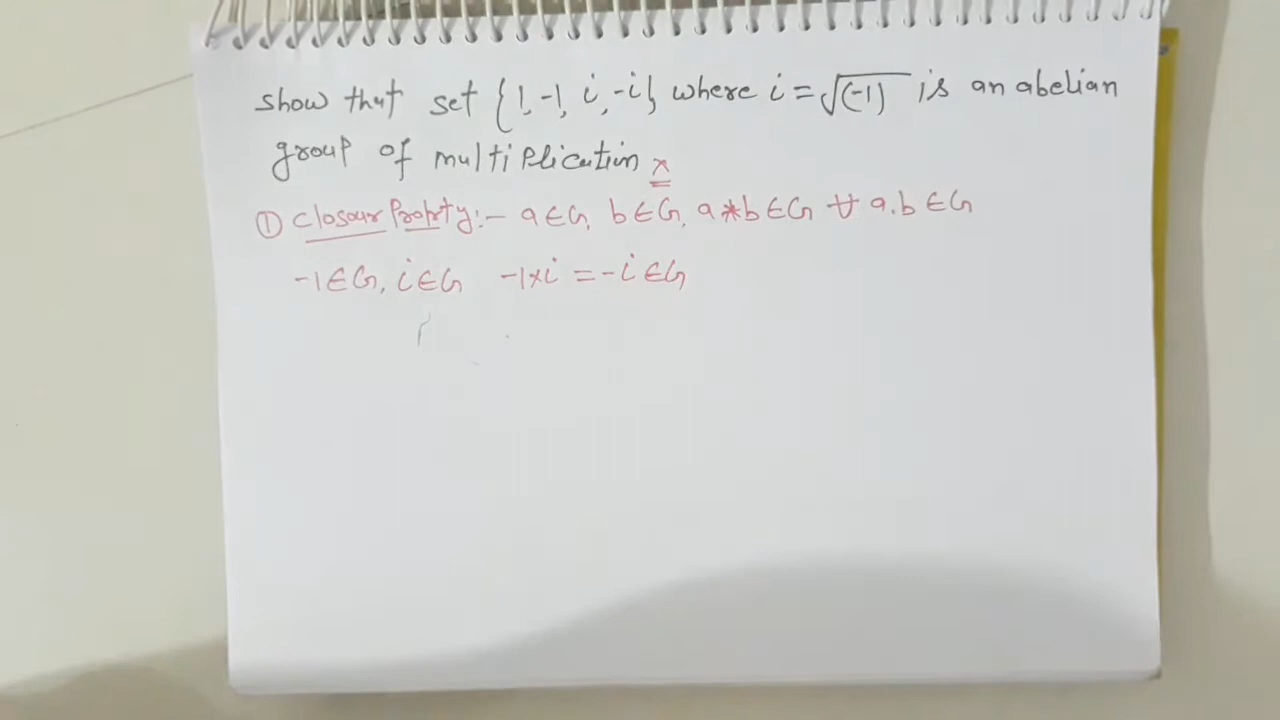 show that set {1,-1, i,-i} where i = √(-1) is an abelian
group of multiplication ×
① Closour Proprty:- a∈G, b∈G, a*b∈G ∀ a.b∈G
-1∈G, i∈G -1×i = -i∈G